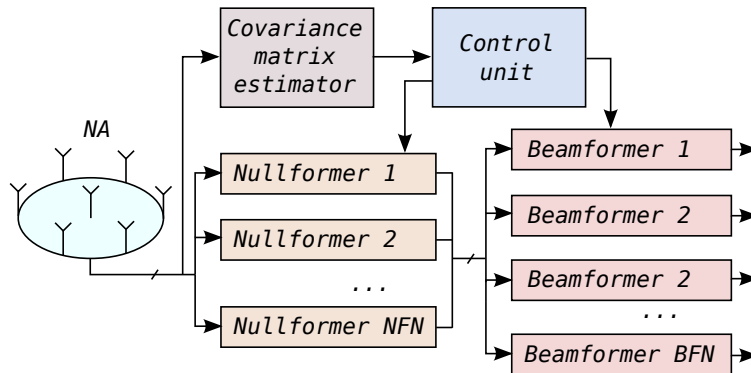 Covariance
matrix
estimator
Control
unit
NA
Nullformer 1
Nullformer 2
...
Nullformer NFN
Beamformer 1
Beamformer 2
Beamformer 2
...
Beamformer BFN